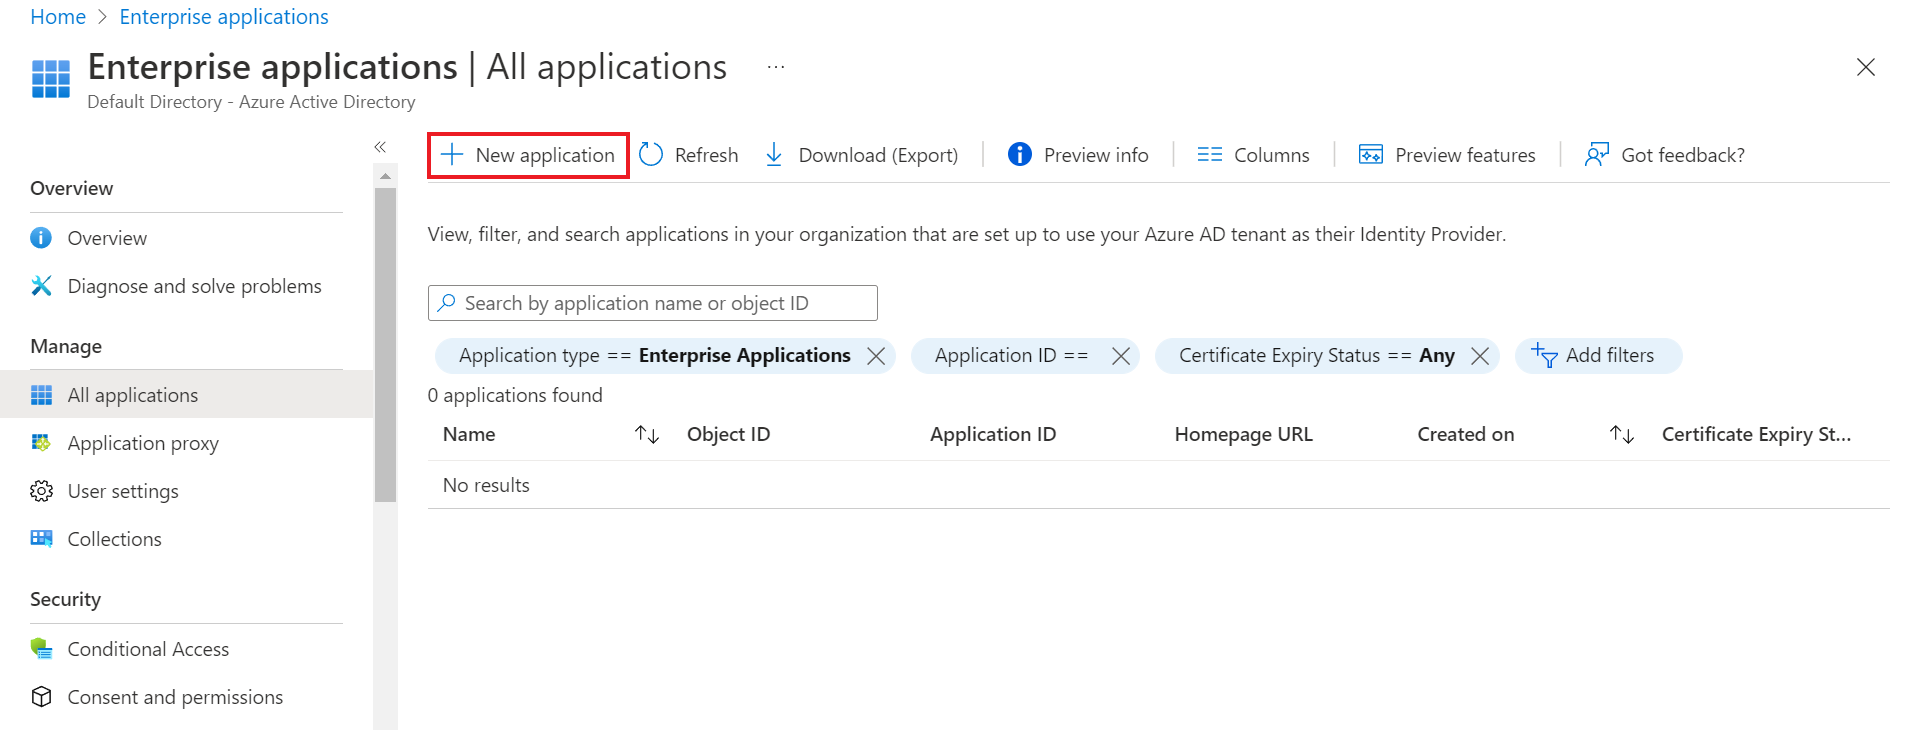 Home > Enterprise applications
Enterprise applications | All applications ...
Default Directory - Azure Active Directory
«
New application Refresh Download (Export) Preview info Columns Preview features Got feedback?
Overview
Overview
Diagnose and solve problems
Manage
All applications
Application proxy
User settings
Collections
Security
Conditional Access
Consent and permissions
View, filter, and search applications in your organization that are set up to use your Azure AD tenant as their Identity Provider.
Search by application name or object ID
Application type == Enterprise Applications Application ID == Certificate Expiry Status == Any Add filters
0 applications found
Name Object ID Application ID Homepage URL Created on Certificate Expiry St...
No results